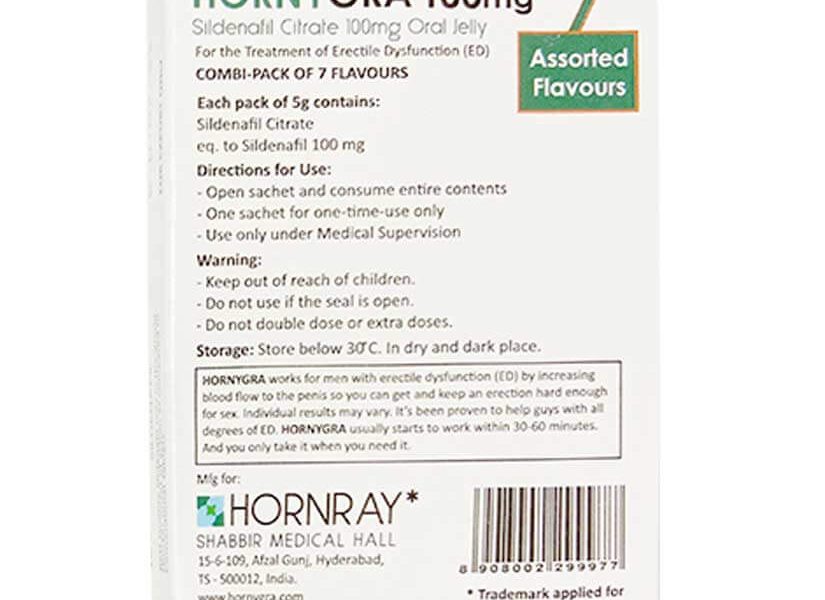 HORNYGRA 100mg
Sildenafil Citrate 100mg Oral Jelly
For the Treatment of Erectile Dysfunction (ED)
COMBI-PACK OF 7 FLAVOURS
7
Assorted
Flavours
Each pack of 5g contains:
Sildenafil Citrate
eq. to Sildenafil 100 mg
Directions for Use:
- Open sachet and consume entire contents
- One sachet for one-time-use only
- Use only under Medical Supervision
Warning:
- Keep out of reach of children.
- Do not use if the seal is open.
- Do not double dose or extra doses.
Storage: Store below 30°C. In dry and dark place.
HORNYGRA works for men with erectile dysfunction (ED) by increasing
blood flow to the penis so you can get and keep an erection hard enough
for sex. Individual results may vary. It's been proven to help guys with all
degrees of ED. HORNYGRA usually starts to work within 30-60 minutes.
And you only take it when you need it.
Mfg for:
HORNRAY*
SHABBIR MEDICAL HALL
15-6-109, Afzal Gunj, Hyderabad,
TS - 500012, India.
www.hornygra.com
8 908002 299977
* Trademark applied for